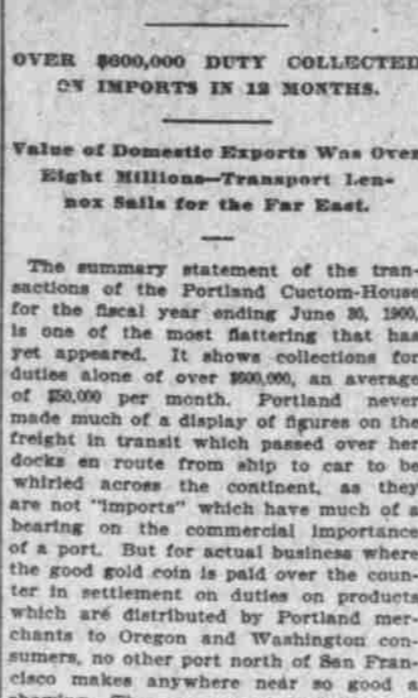 OVER $600,000 DUTY COLLECTED
ON IMPORTS IN 12 MONTHS.
Value of Domestic Exports Was Over
Eight Millions—Transport Len-
nox Sails for the Far East.
The summary statement of the tran-
sactions of the Portland Cuctom-House
for the fiscal year ending June 30, 1900,
is one of the most flattering that has
yet appeared. It shows collections for
duties alone of over $600,000, an average
of $50,000 per month. Portland never
made much of a display of figures on the
freight in transit which passed over her
docks en route from ship to car to be
whirled across the continent, as they
are not "imports" which have much of a
bearing on the commercial importance
of a port. But for actual business where
the good gold coin is paid over the coun-
ter in settlement on duties on products
which are distributed by Portland mer-
chants to Oregon and Washington con-
sumers, no other port north of San Fran-
cisco makes anywhere near so good a